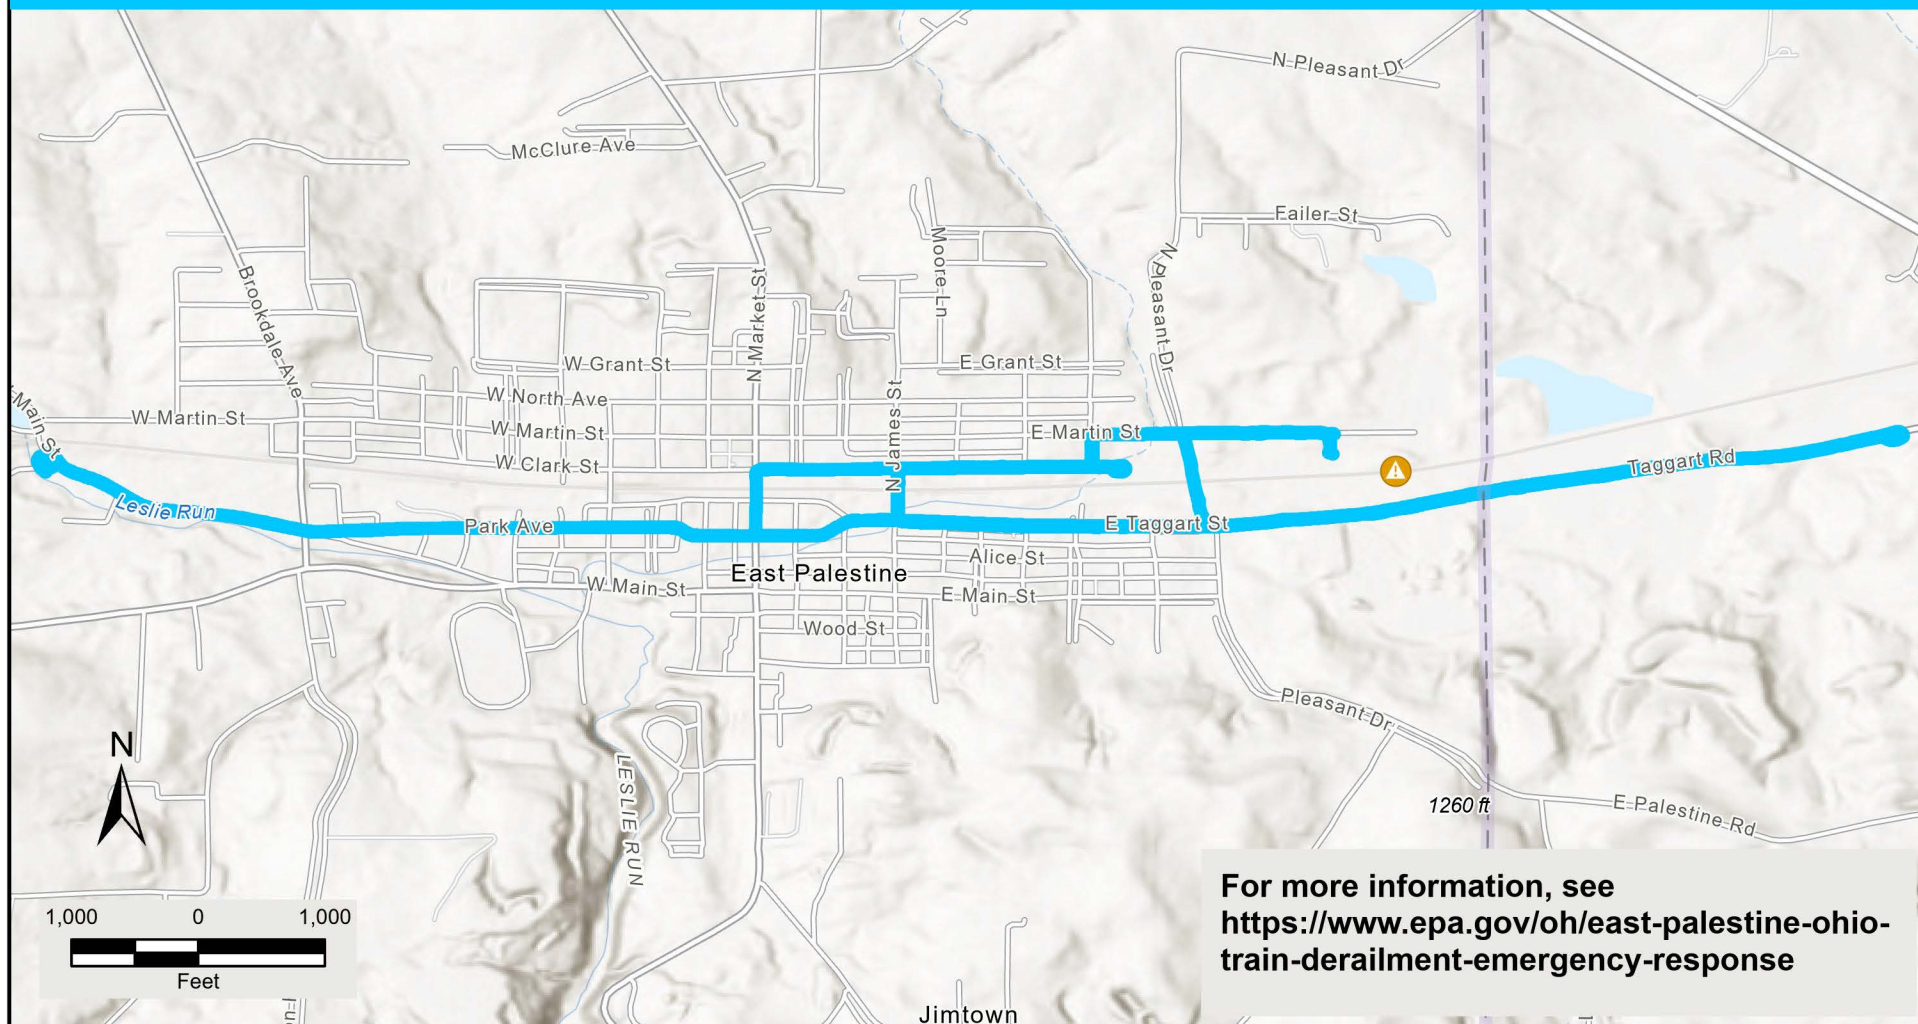 N Pleasant Dr
McClure Ave
Failer St
Moore Ln
N Pleasant Dr
Brookdale Ave
N Market St
W Grant St
E Grant St
W North Ave
N James St
Main St
W Martin St
W Martin St
E Martin St
W Clark St
Taggart Rd
Leslie Run
Park Ave
E Taggart St
Alice St
East Palestine
W Main St
E Main St
Wood St
Pleasant Dr
N
LESLIE RUN
1260 ft
E Palestine Rd
For more information, see
https://www.epa.gov/oh/east-palestine-ohio-
train-derailment-emergency-response
1,000 0 1,000
Feet
Jimtown